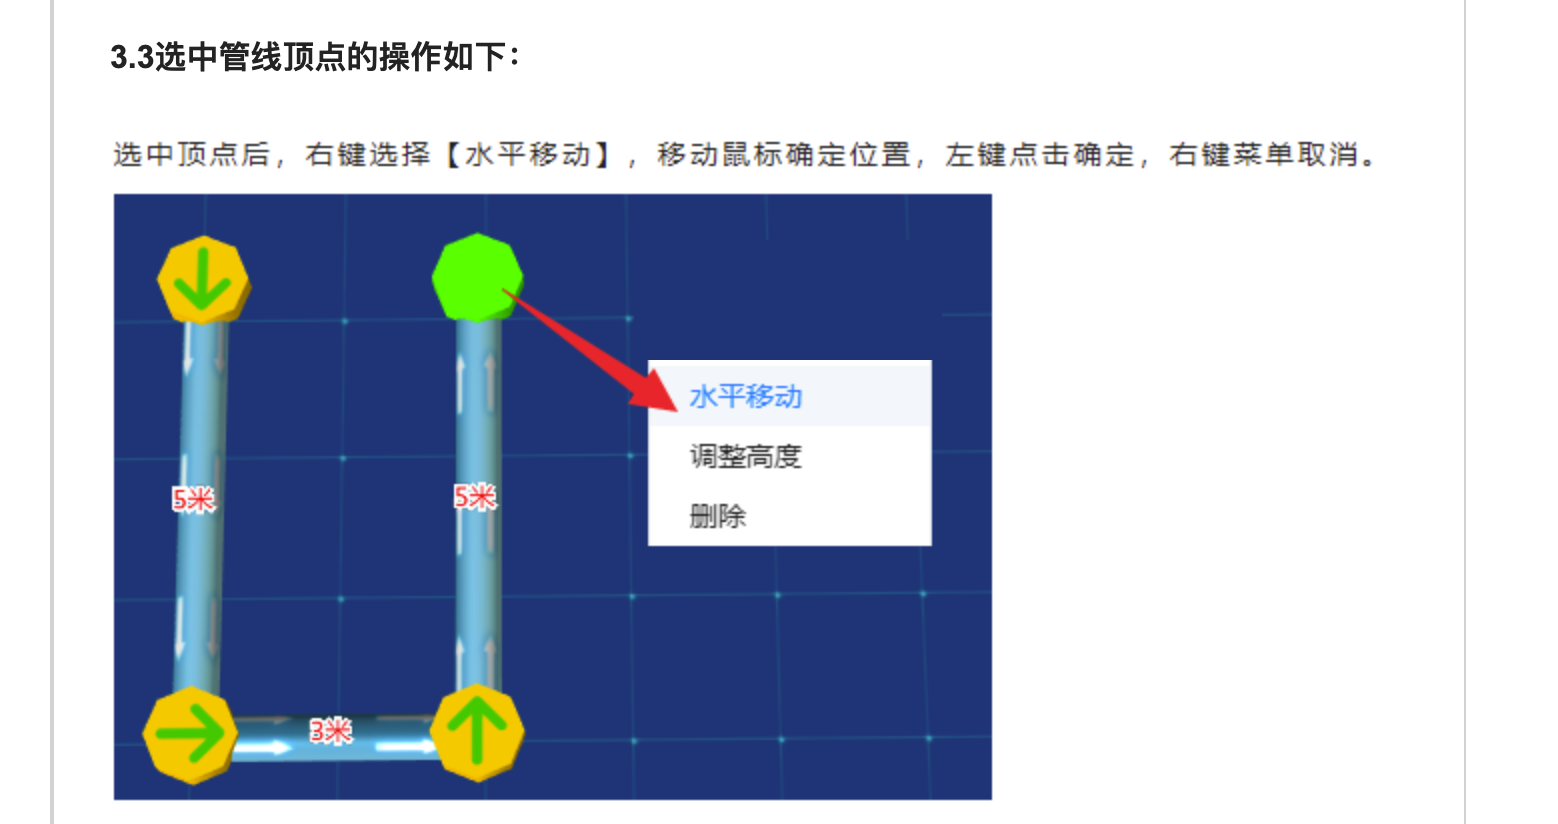 3.3选中管线顶点的操作如下：
选中顶点后，右键选择【水平移动】，移动鼠标确定位置，左键点击确定，右键菜单取消。
水平移动
调整高度
删除
5米
5米
3米